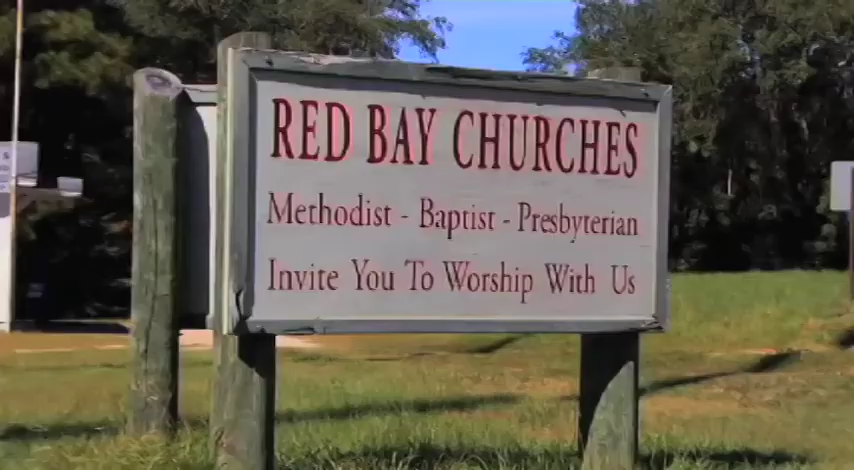 RED BAY CHURCHES
Methodist - Baptist - Presbyterian
Invite You To Worship With Us